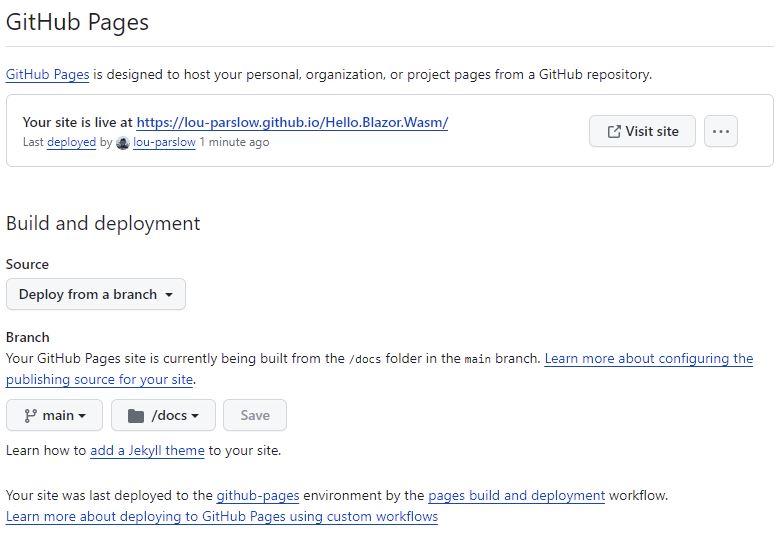 GitHub Pages
GitHub Pages is designed to host your personal, organization, or project pages from a GitHub repository.
Your site is live at https://lou-parslow.github.io/Hello.Blazor.Wasm/
Last deployed by lou-parslow 1 minute ago
Visit site
Build and deployment
Source
Deploy from a branch
Branch
Your GitHub Pages site is currently being built from the /docs folder in the main branch. Learn more about configuring the
publishing source for your site.
main /docs Save
Learn how to add a Jekyll theme to your site.
Your site was last deployed to the github-pages environment by the pages build and deployment workflow.
Learn more about deploying to GitHub Pages using custom workflows